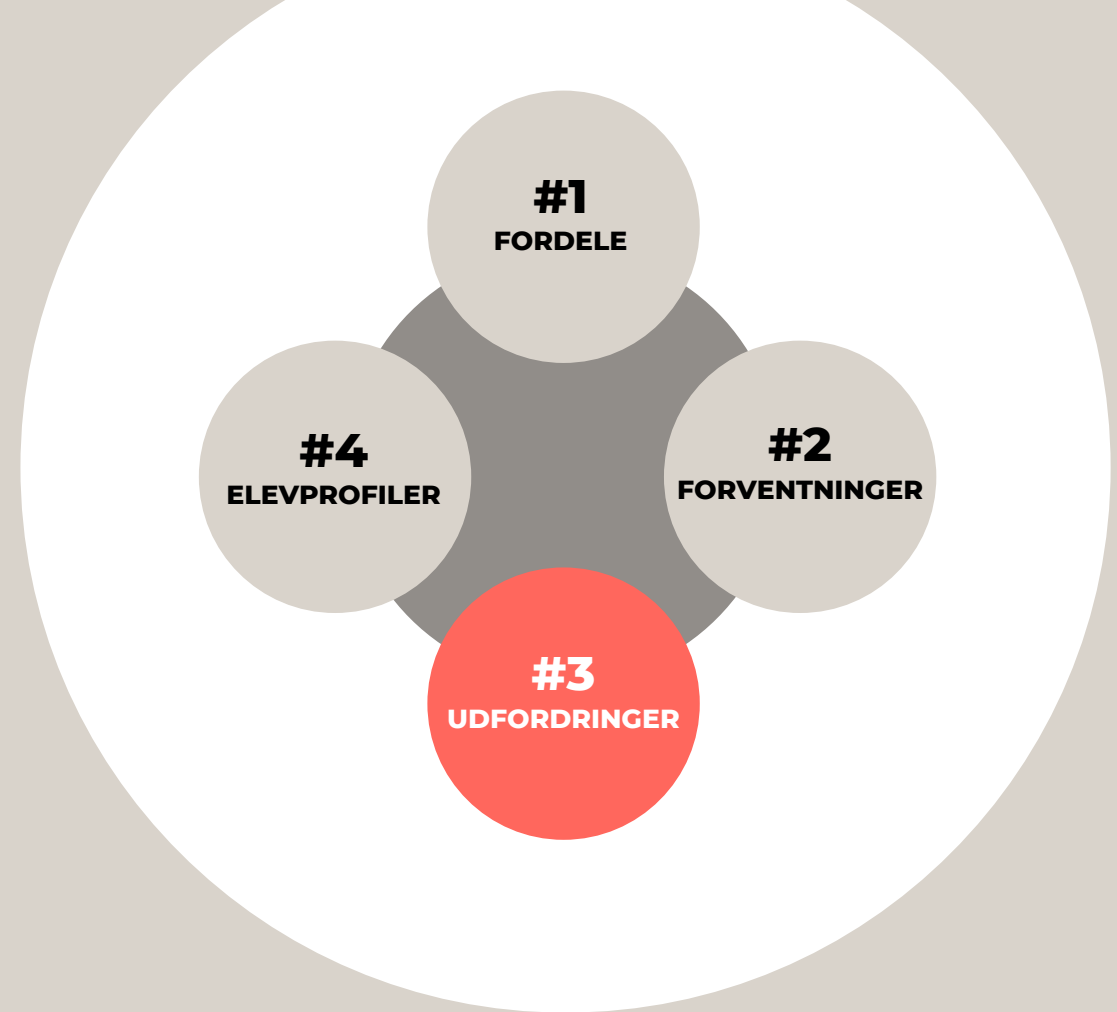 #1
FORDELE
#2
FORVENTNINGER
#3
UDFORDRINGER
#4
ELEVPROFILER